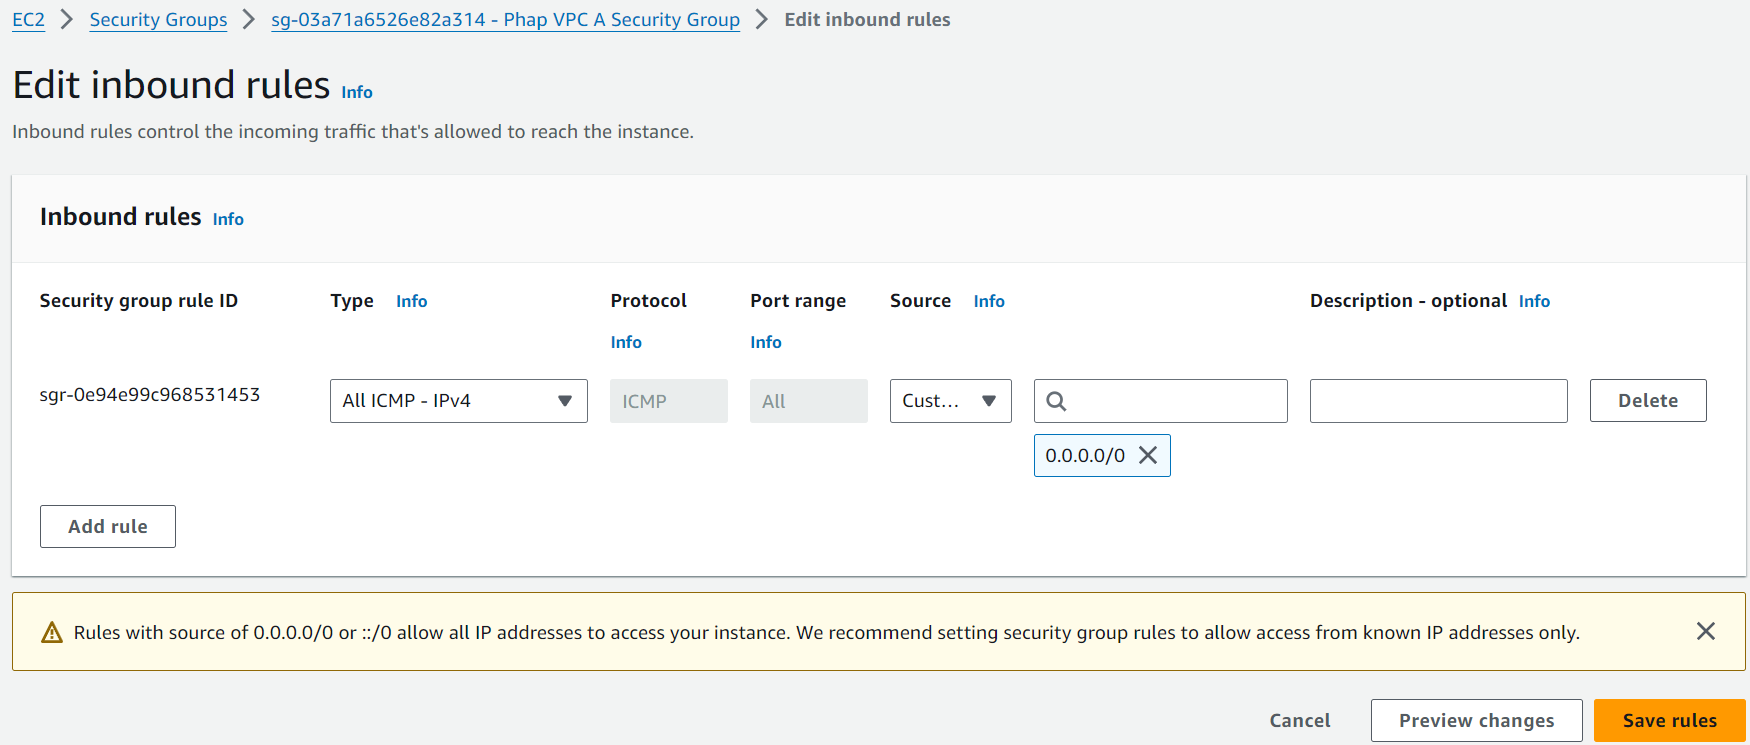 EC2 Security Groups sg-03a71a6526e82a314 - Phap VPC A Security Group Edit inbound rules
Edit inbound rules Info
Inbound rules control the incoming traffic that's allowed to reach the instance.
Inbound rules Info
Security group rule ID Type Info Protocol Port range Source Info Description - optional Info
Info Info
sgr-0e94e99c968531453 All ICMP - IPv4 ICMP All Cust... Delete
0.0.0.0/0
Add rule
Rules with source of 0.0.0.0/0 or ::/0 allow all IP addresses to access your instance. We recommend setting security group rules to allow access from known IP addresses only.
Cancel Preview changes Save rules